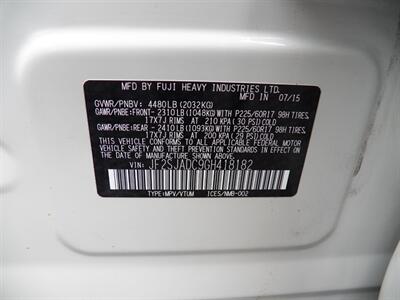 MFD BY FUJI HEAVY INDUSTRIES LTD.
MFD IN 07/15
GVWR/PNBV: 4480LB (2032KG)
GAWR/PNBE:FRONT- 2310LB(1048KG) WITH P225/60R17 98H TIRES,
17X7J RIMS AT 210 KPA(30 PSI)COLD
GAWR/PNBE:REAR - 2410LB(1093KG)WITH P225/60R17 98H TIRES,
17X7J RIMS AT 200 KPA(29 PSI)COLD
THIS VEHICLE CONFORMS TO ALL APPLICABLE
FEDERAL MOTOR VEHICLE SAFETY AND
BUMPER STANDARDS IN EFFECT ON THE DATE
OF MANUFACTURE SHOWN ABOVE.
VIN: JF2SJADC9GH418182
TYPE:MPV/VTUM ICES/NMB-002